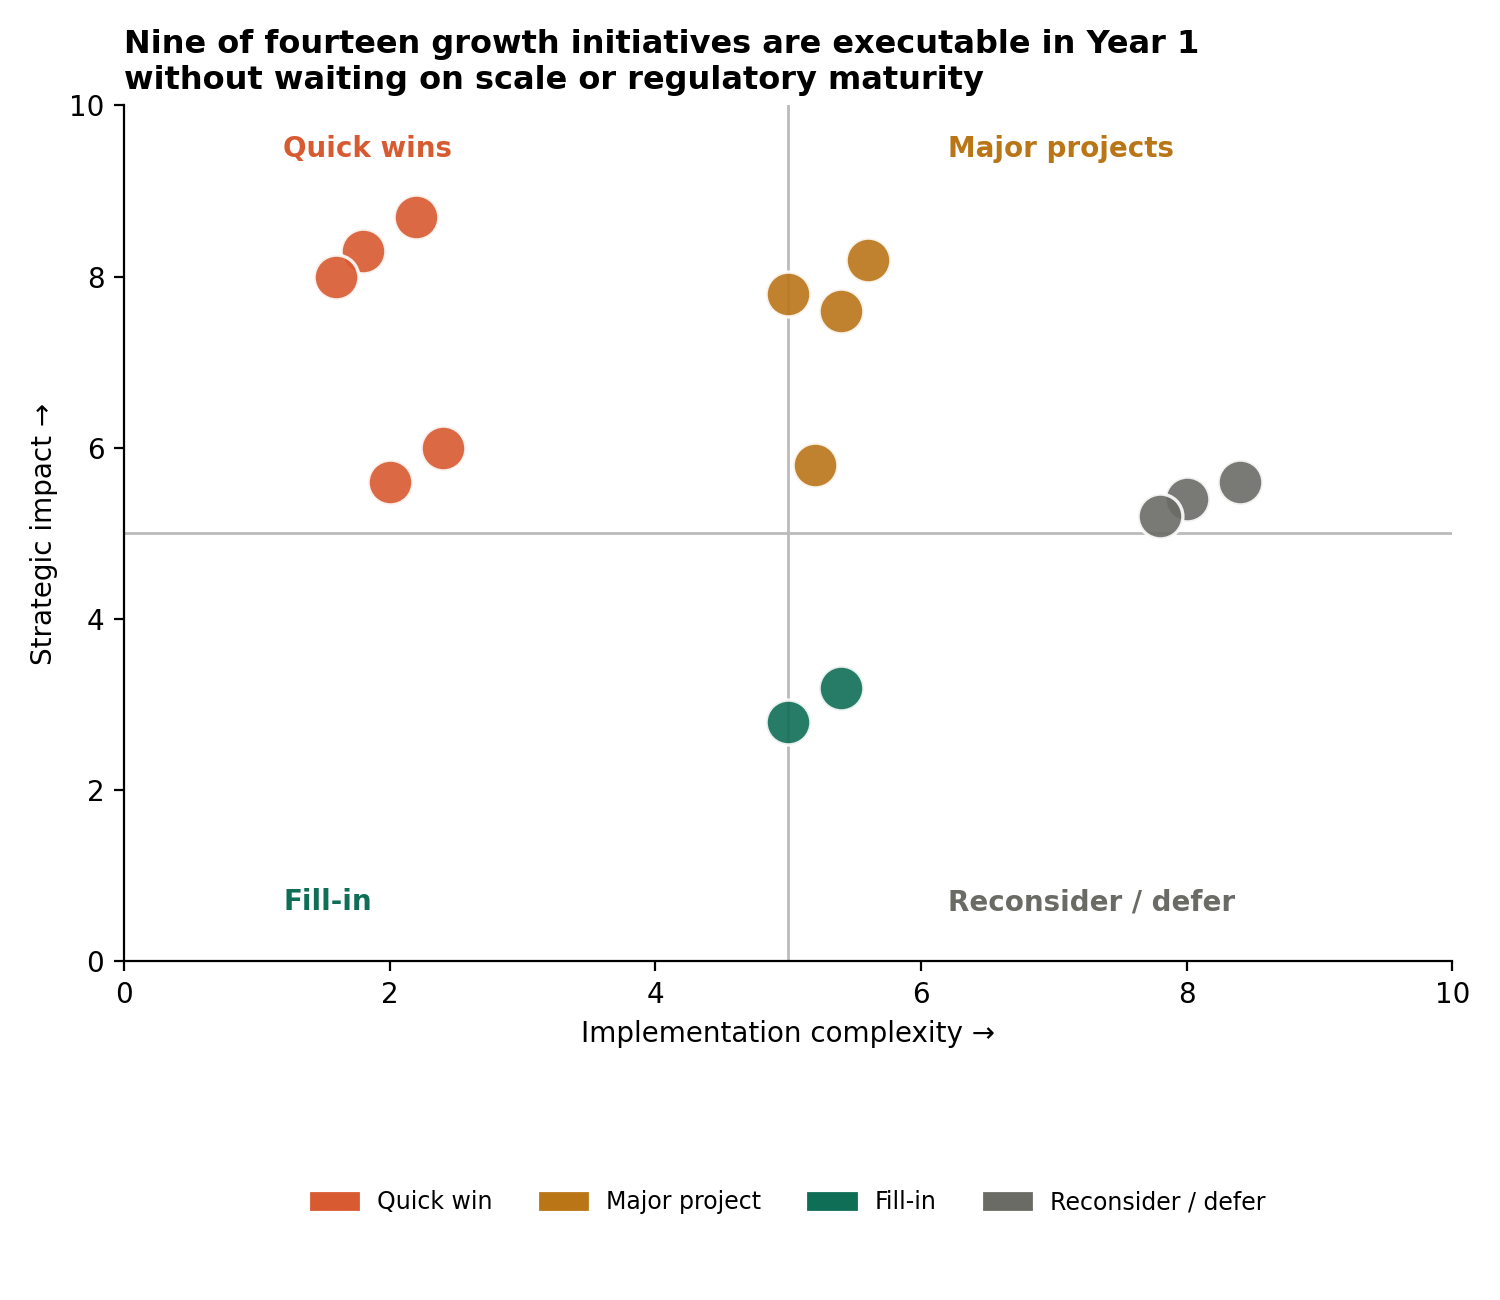 Nine of fourteen growth initiatives are executable in Year 1
without waiting on scale or regulatory maturity
10
8
6
4
2
0
Strategic impact →
Quick wins
Major projects
Fill-in
Reconsider / defer
0 2 4 6 8 10
Implementation complexity →
Quick win Major project Fill-in Reconsider / defer